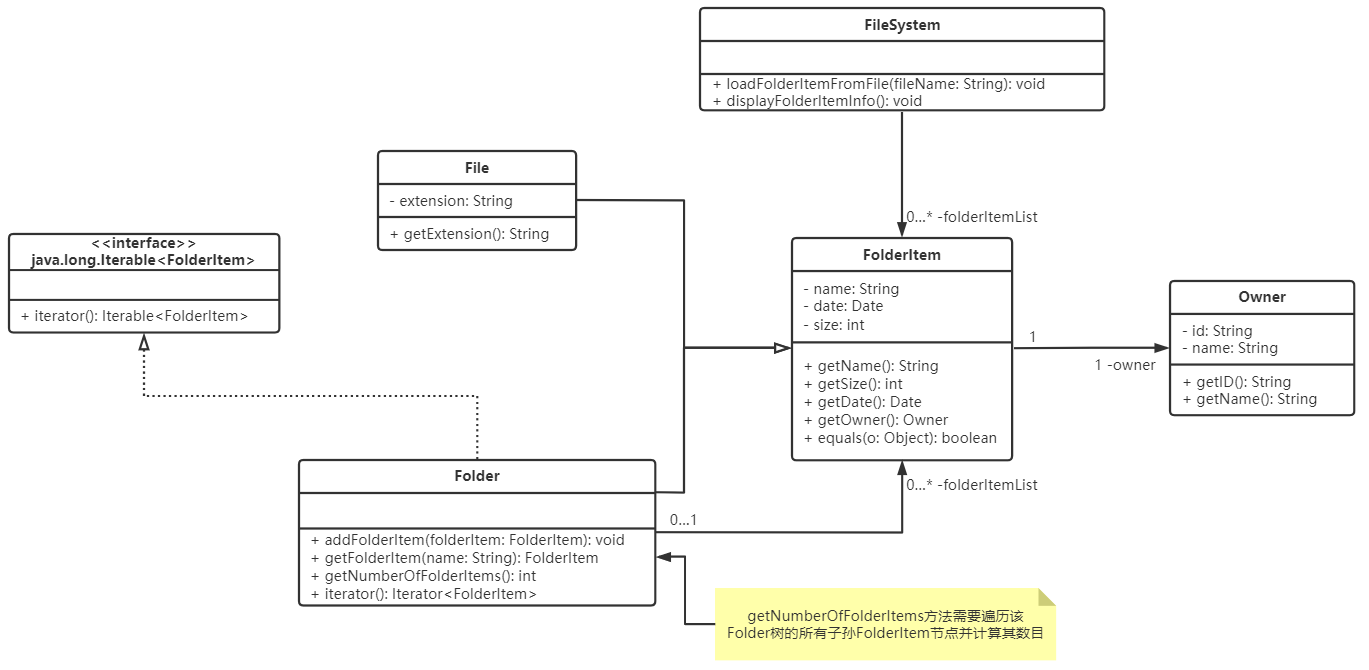 FileSystem
+ loadFolderItemFromFile(fileName: String): void
+ displayFolderItemInfo(): void
File
- extension: String
+ getExtension(): String
<<interface>>
java.long.Iterable<FolderItem>
+ iterator(): Iterable<FolderItem>
0...* -folderItemList
FolderItem
- name: String
- date: Date
- size: int
+ getName(): String
+ getSize(): int
+ getDate(): Date
+ getOwner(): Owner
+ equals(o: Object): boolean
1
1 -owner
Owner
- id: String
- name: String
+ getID(): String
+ getName(): String
Folder
+ addFolderItem(folderItem: FolderItem): void
+ getFolderItem(name: String): FolderItem
+ getNumberOfFolderItems(): int
+ iterator(): Iterator<FolderItem>
0...1
0...* -folderItemList
getNumberOfFolderItems方法需要遍历该
Folder树的所有子孙FolderItem节点并计算其数目